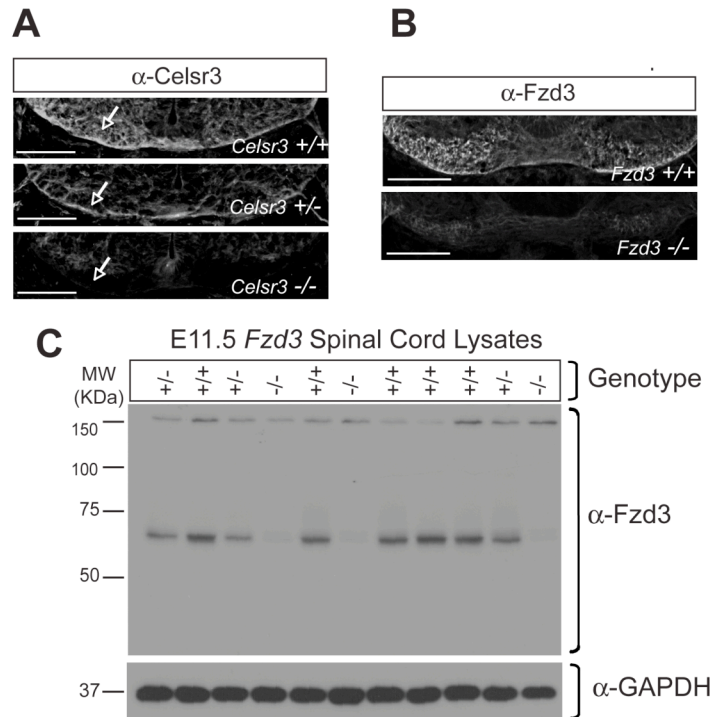 A
α-Celsr3
Celsr3 +/+
Celsr3 +/-
Celsr3 -/-
B
α-Fzd3
Fzd3 +/+
Fzd3 -/-
C
E11.5 Fzd3 Spinal Cord Lysates
MW
(KDa)
+/- +/+ +/- -/- +/+ -/- +/+ +/+ +/+ +/- -/-
Genotype
150
100
75
50
α-Fzd3
37
α-GAPDH